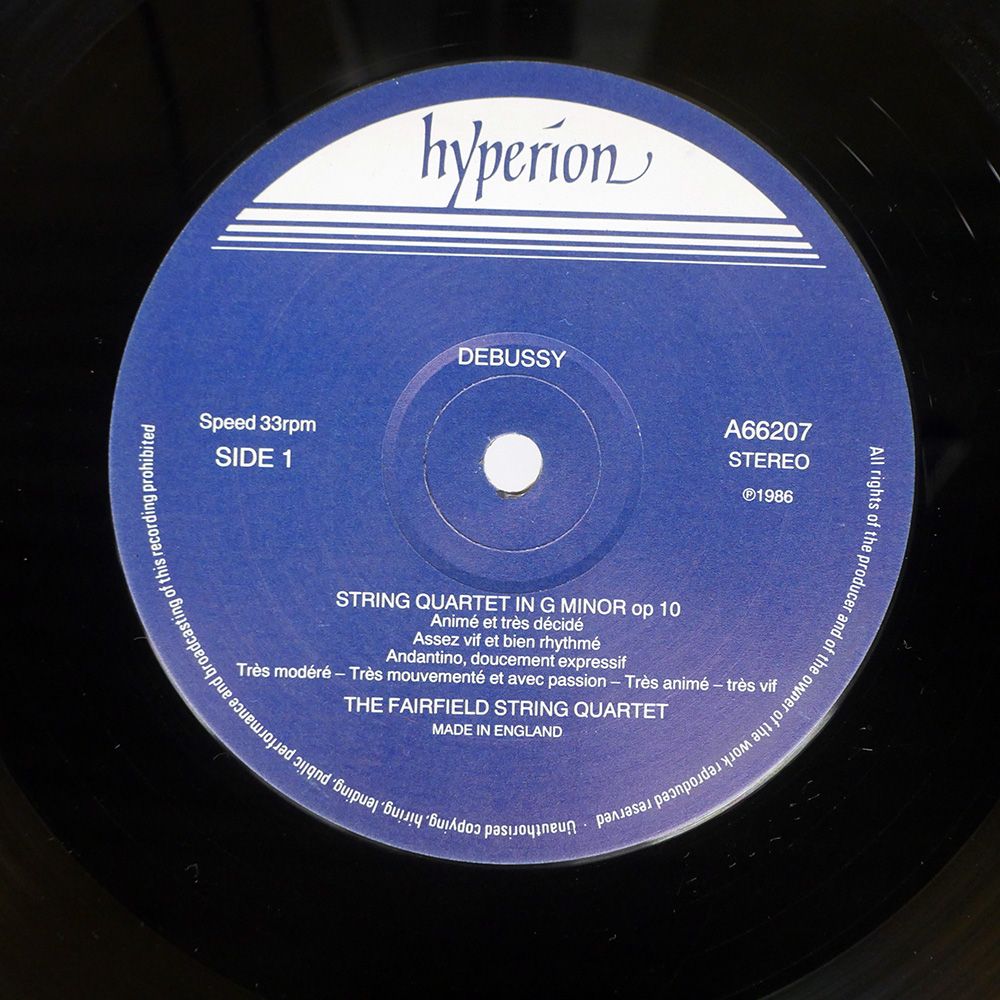 hyperion
DEBUSSY
Speed 33rpm
SIDE 1
A66207
STEREO
℗1986
STRING QUARTET IN G MINOR op 10
Animé et très décidé
Assez vif et bien rhythmé
Andantino, doucement expressif
Très modéré – Très mouvementé et avec passion – Très animé – très vif
THE FAIRFIELD STRING QUARTET
MADE IN ENGLAND
All rights of the producer and of the owner of the work reproduced reserved · Unauthorised copying, hiring, lending, public performance and broadcasting of this recording prohibited